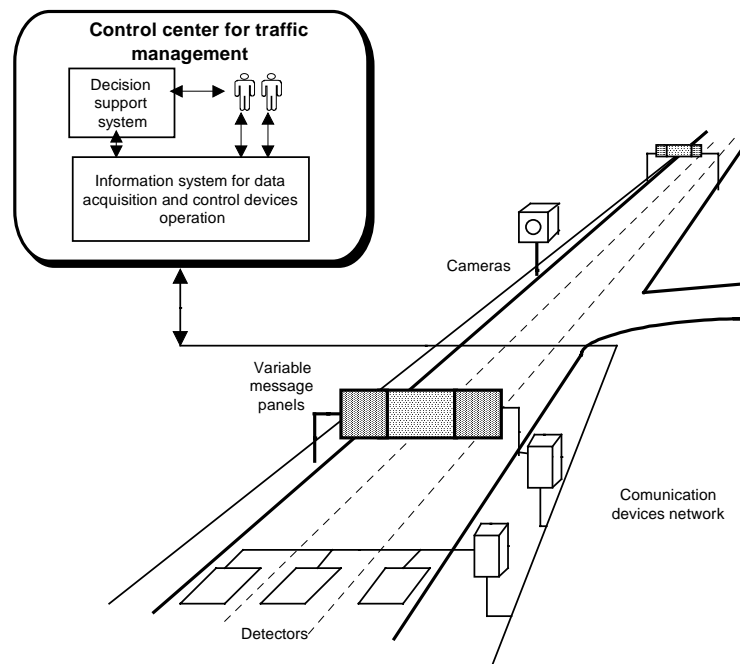 Control center for traffic
management
Decision
support
system
Information system for data
acquisition and control devices
operation
Cameras
Variable
message
panels
Comunication
devices network
Detectors